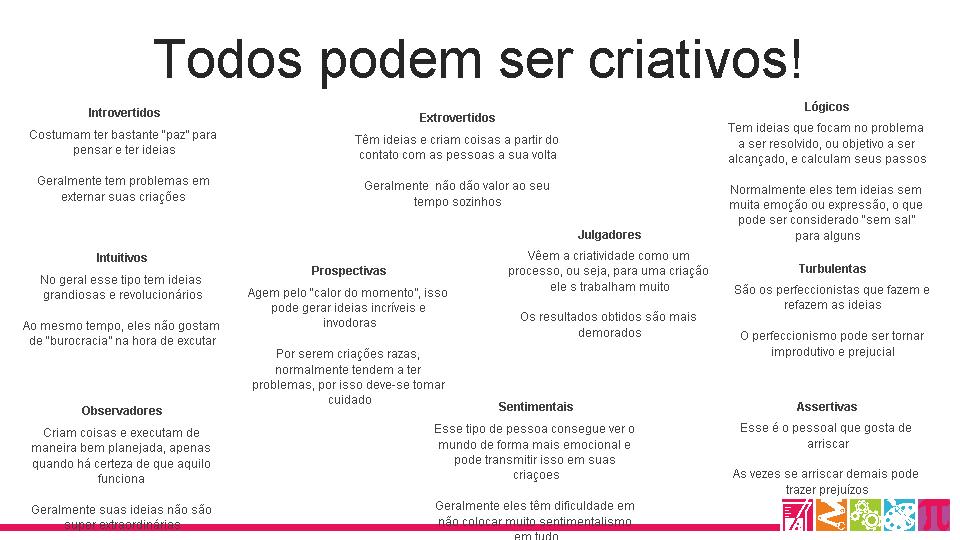 Todos podem ser criativos!
Introvertidos
Costumam ter bastante “paz” para
pensar e ter ideias
Geralmente tem problemas em
externar suas criações
Extrovertidos
Têm ideias e criam coisas a partir do
contato com as pessoas a sua volta
Geralmente não dão valor ao seu
tempo sozinhos
Lógicos
Tem ideias que focam no problema
a ser resolvido, ou objetivo a ser
alcançado, e calculam seus passos
Normalmente eles tem ideias sem
muita emoção ou expressão, o que
pode ser considerado “sem sal”
para alguns
Intuitivos
No geral esse tipo tem ideias
grandiosas e revolucionários
Ao mesmo tempo, eles não gostam
de “burocracia” na hora de excutar
Prospectivas
Agem pelo “calor do momento”, isso
pode gerar ideias incríveis e
invodoras
Por serem criações razas,
normalmente tendem a ter
problemas, por isso deve-se tomar
cuidado
Julgadores
Vêem a criatividade como um
processo, ou seja, para uma criação
ele s trabalham muito
Os resultados obtidos são mais
demorados
Turbulentas
São os perfeccionistas que fazem e
refazem as ideias
O perfeccionismo pode ser tornar
improdutivo e prejucial
Observadores
Criam coisas e executam de
maneira bem planejada, apenas
quando há certeza de que aquilo
funciona
Geralmente suas ideias não são
super extraordinárias
Sentimentais
Esse tipo de pessoa consegue ver o
mundo de forma mais emocional e
pode transmitir isso em suas
criaçoes
Geralmente eles têm dificuldade em
não colocar muito sentimentalismo
em tudo
Assertivas
Esse é o pessoal que gosta de
arriscar
As vezes se arriscar demais pode
trazer prejuízos